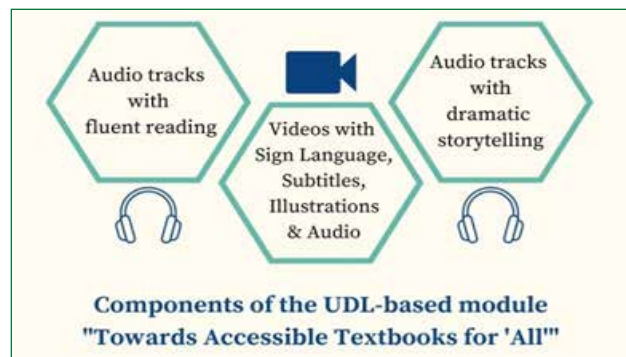 Audio tracks
with
fluent reading
Videos with
Sign Language,
Subtitles,
Illustrations
& Audio
Audio tracks
with
dramatic
storytelling
Components of the UDL-based module
"Towards Accessible Textbooks for 'All'"